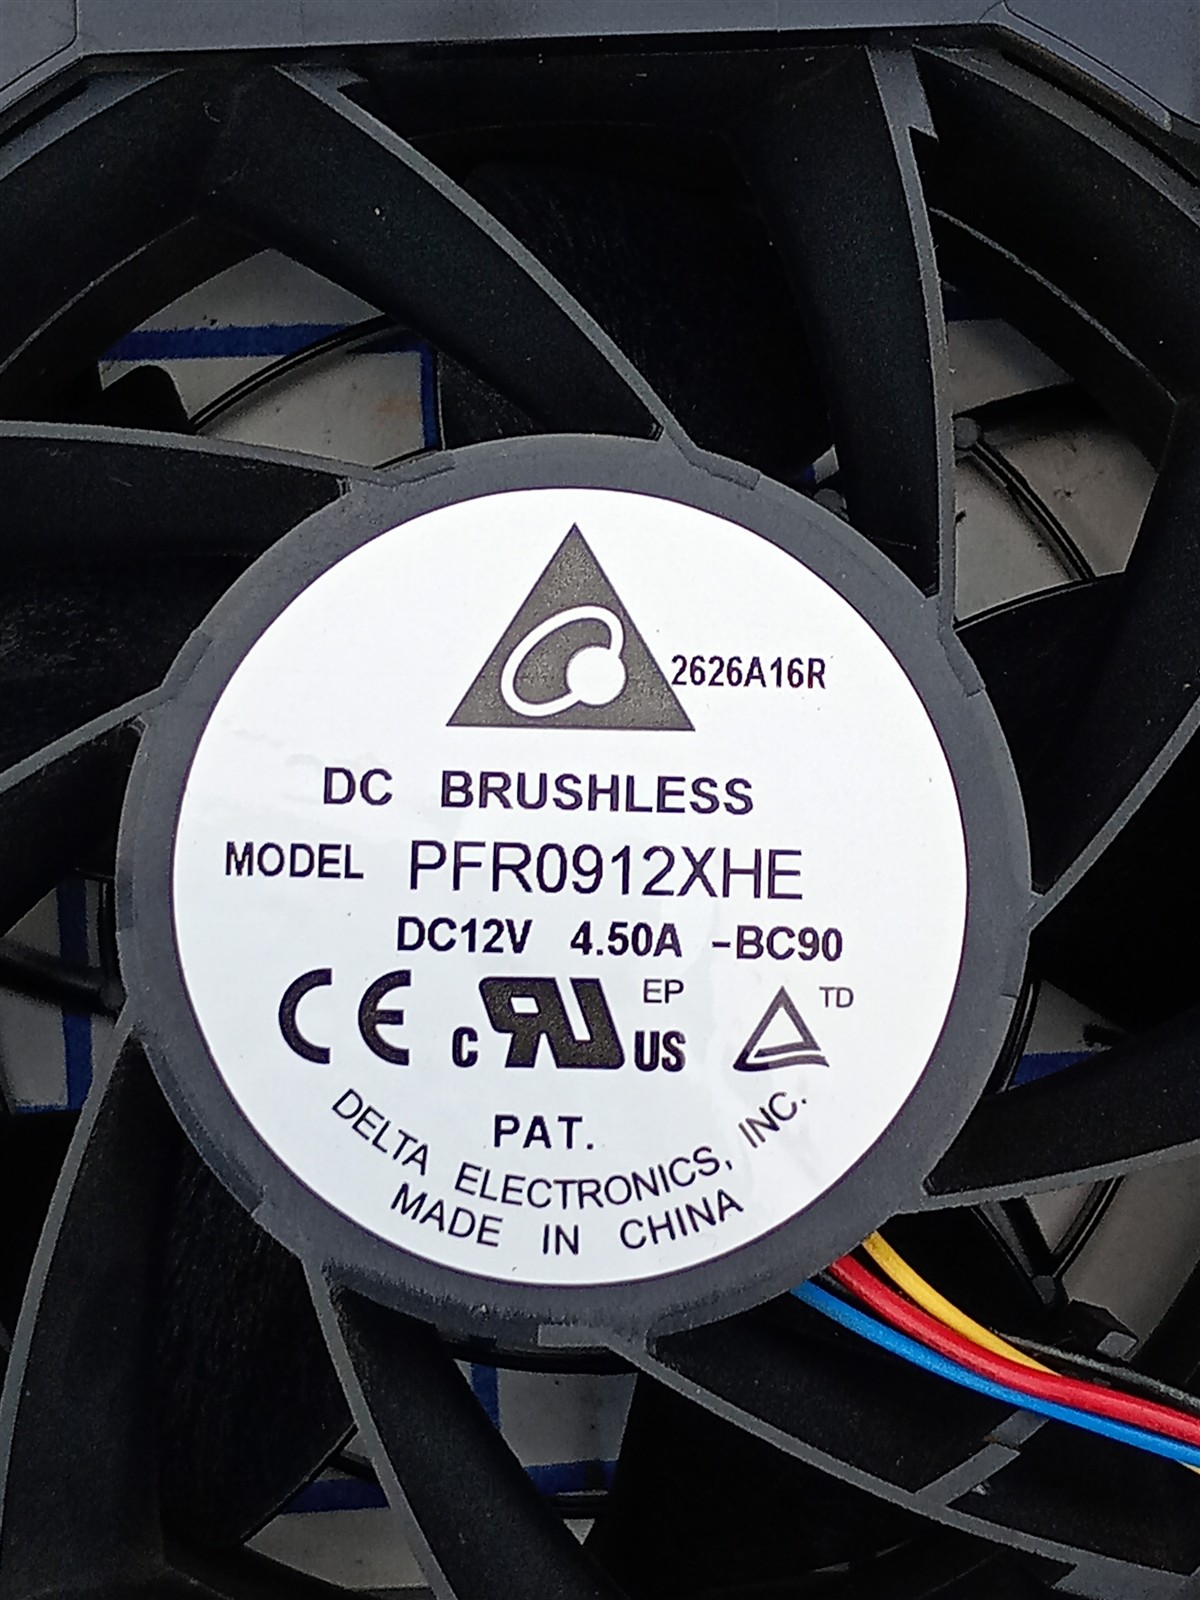 2626A16R
DC BRUSHLESS
MODEL PFR0912XHE
DC12V 4.50A -BC90
CE c RU US EP TD
PAT.
DELTA ELECTRONICS, INC.
MADE IN CHINA